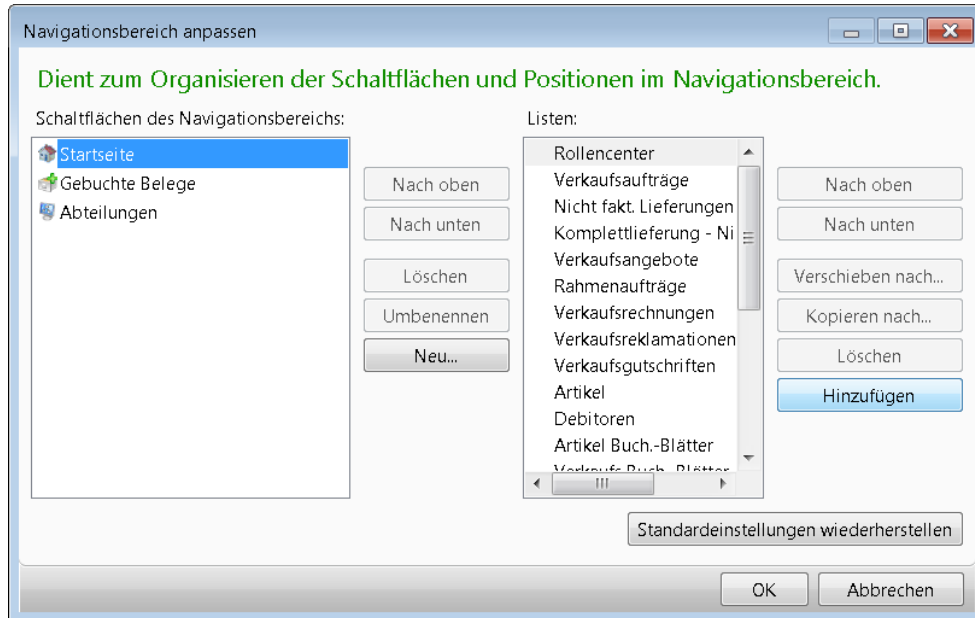 Navigationsbereich anpassen
Dient zum Organisieren der Schaltflächen und Positionen im Navigationsbereich.
Schaltflächen des Navigationsbereichs:
Startseite
Gebuchte Belege
Abteilungen
Nach oben
Nach unten
Löschen
Umbenennen
Neu...
Listen:
Rollencenter
Verkaufsaufträge
Nicht fakt. Lieferungen
Komplettlieferung - Ni
Verkaufsangebote
Rahmenaufträge
Verkaufsrechnungen
Verkaufsreklamationen
Verkaufsgutschriften
Artikel
Debitoren
Artikel Buch.-Blätter
Verkaufs Buch.-Blätter
Nach oben
Nach unten
Verschieben nach...
Kopieren nach...
Löschen
Hinzufügen
Standardeinstellungen wiederherstellen
OK
Abbrechen